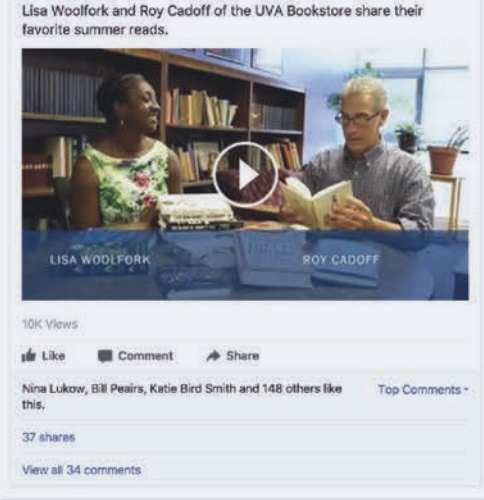 Lisa Woolfork and Roy Cadoff of the UVA Bookstore share their
favorite summer reads.
LISA WOOLFORK
ROY CADOFF
10K Views
Like Comment Share
Nina Lukow, Bill Peairs, Katie Bird Smith and 148 others like
this.
Top Comments
37 shares
View all 34 comments